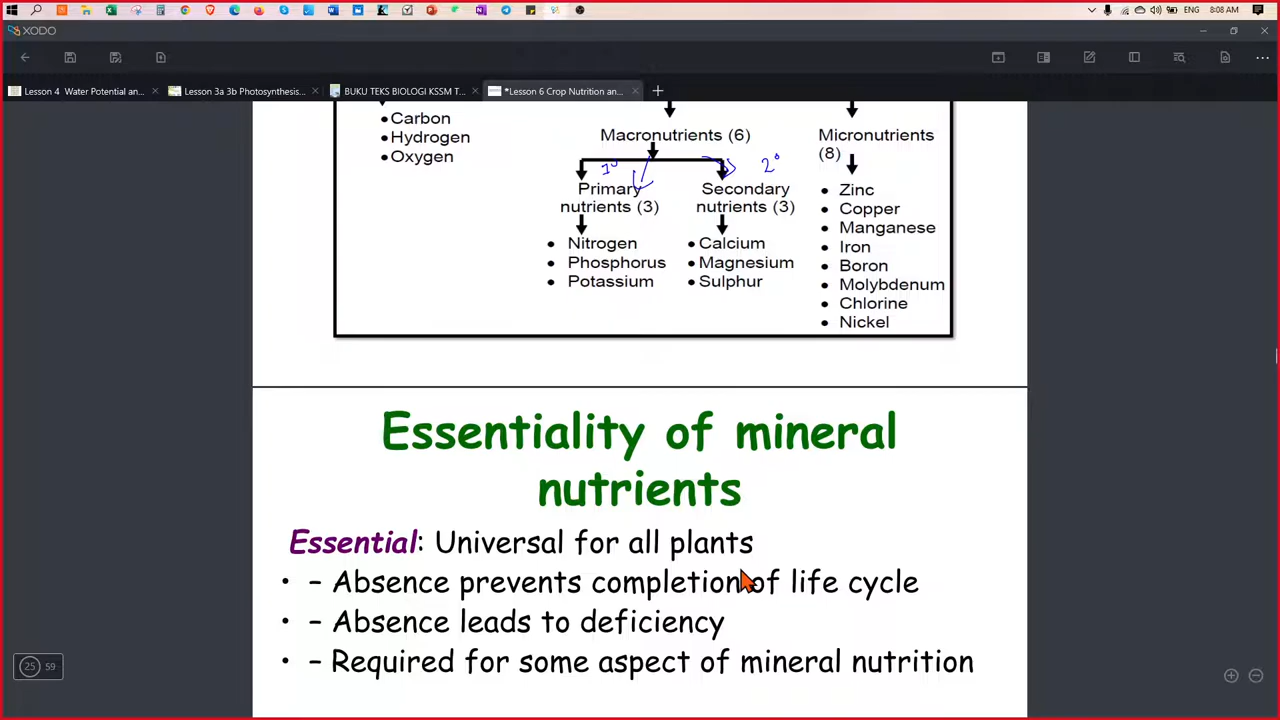 ENG 8:08 AM
XODO
Lesson 4 Water Potential an...
Lesson 3a 3b Photosynthesis...
BUKU TEKS BIOLOGI KSSM T...
*Lesson 6 Crop Nutrition an...
•Carbon
•Hydrogen
•Oxygen
Macronutrients (6)
1°
2°
Primary
nutrients (3)
• Nitrogen
• Phosphorus
• Potassium
Secondary
nutrients (3)
•Calcium
•Magnesium
•Sulphur
Micronutrients
(8)
• Zinc
• Copper
• Manganese
• Iron
• Boron
• Molybdenum
• Chlorine
• Nickel
Essentiality of mineral
nutrients
Essential: Universal for all plants
• – Absence prevents completion of life cycle
• – Absence leads to deficiency
• – Required for some aspect of mineral nutrition
25 59